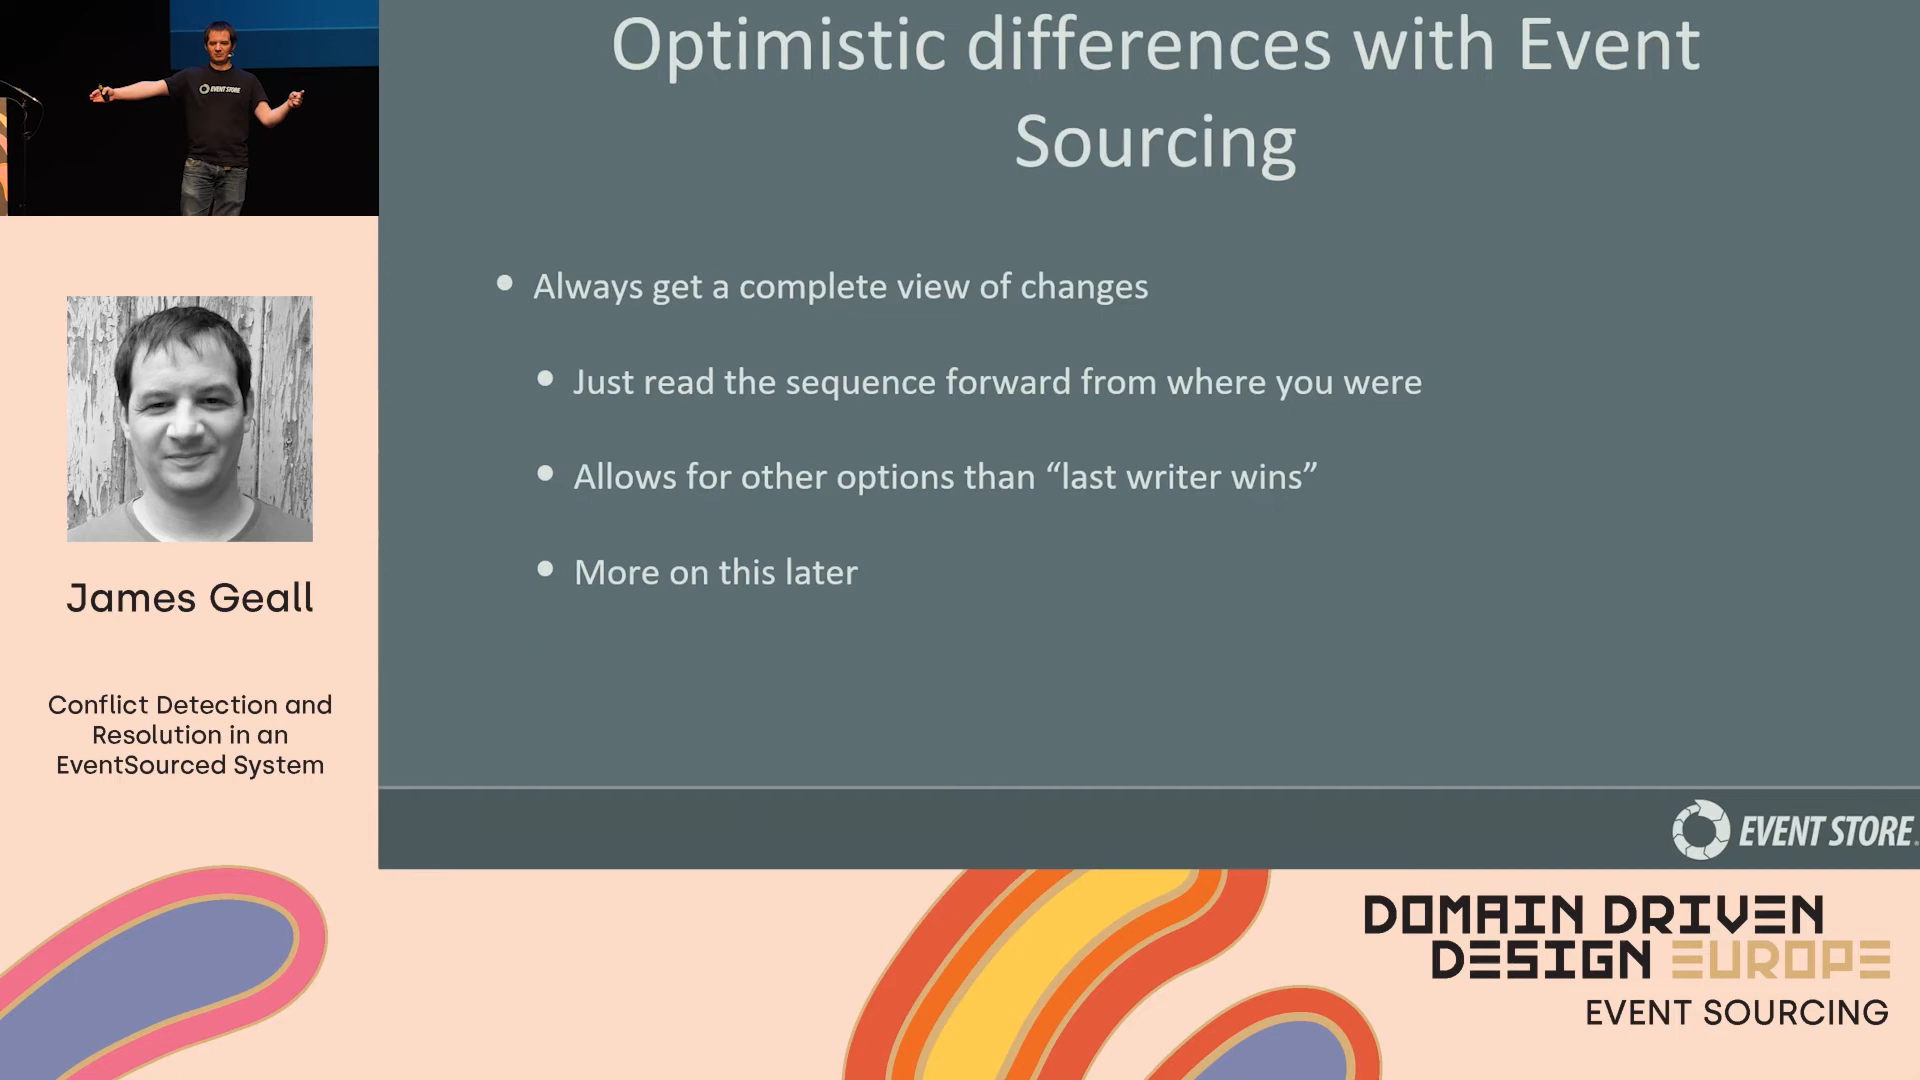 EVENT STORE
Optimistic differences with Event
Sourcing
• Always get a complete view of changes
• Just read the sequence forward from where you were
• Allows for other options than “last writer wins”
• More on this later
James Geall
Conflict Detection and
Resolution in an
EventSourced System
EVENT STORE
DOMAIN DRIVEN
DESIGN EUROPE
EVENT SOURCING